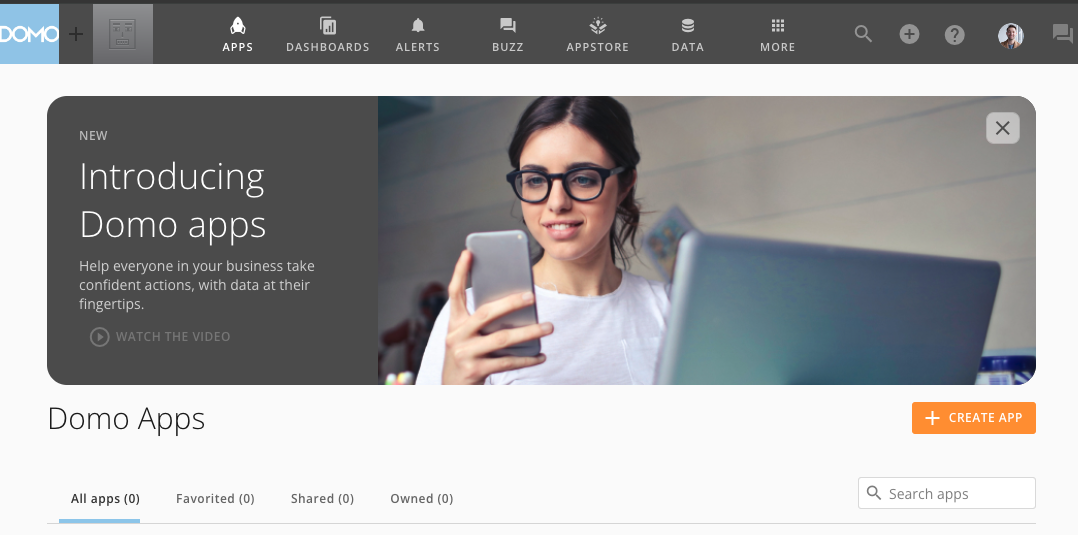 DOMO
APPS
DASHBOARDS
ALERTS
BUZZ
APPSTORE
DATA
MORE
NEW
Introducing
Domo apps
Help everyone in your business take
confident actions, with data at their
fingertips.
WATCH THE VIDEO
Domo Apps
CREATE APP
All apps (0)
Favorited (0)
Shared (0)
Owned (0)
Search apps